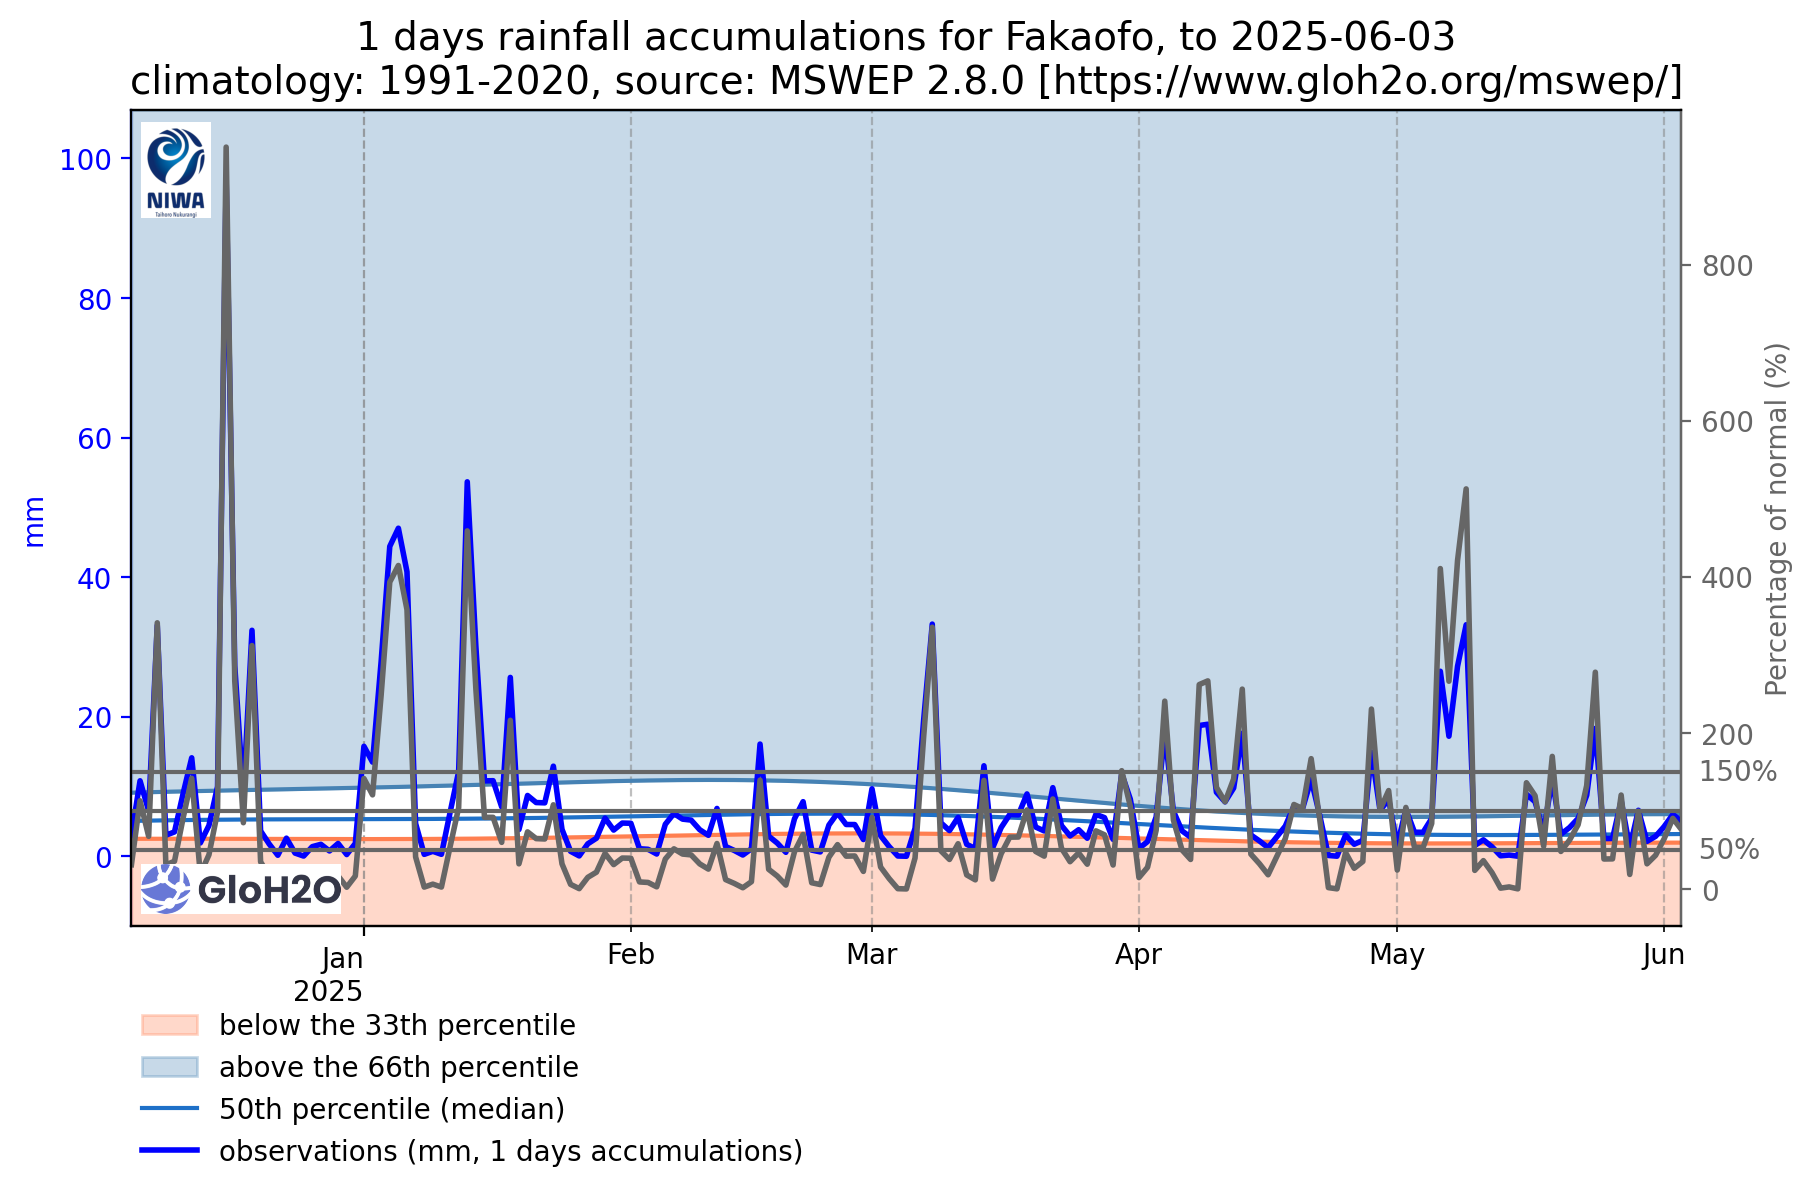 1 days rainfall accumulations for Fakaofo, to 2025-06-03
climatology: 1991-2020, source: MSWEP 2.8.0 [https://www.gloh2o.org/mswep/]
NIWA
Taihoro Nukurangi
100
80
60
40
20
0
mm
800
600
400
200
150%
50%
0
Percentage of normal (%)
GloH2O
Jan
2025
Feb
Mar
Apr
May
Jun
below the 33th percentile
above the 66th percentile
50th percentile (median)
observations (mm, 1 days accumulations)